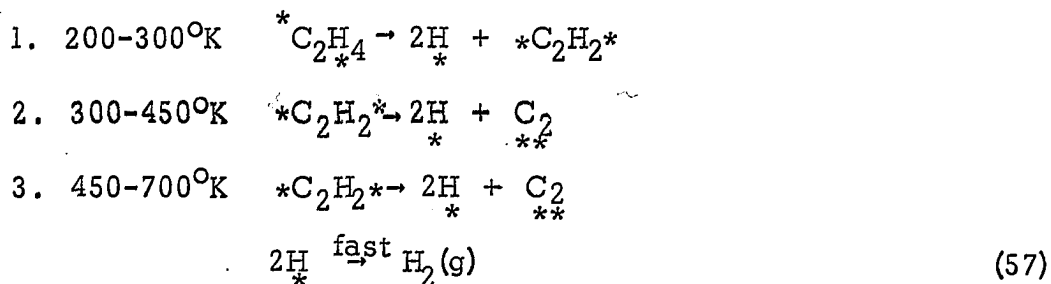 1. 200-300°K *C₂H₄* → 2H* + *C₂H₂*
2. 300-450°K *C₂H₂* → 2H* + C₂**
3. 450-700°K *C₂H₂* → 2H* + C₂**
2H* fast→ H₂(g) (57)